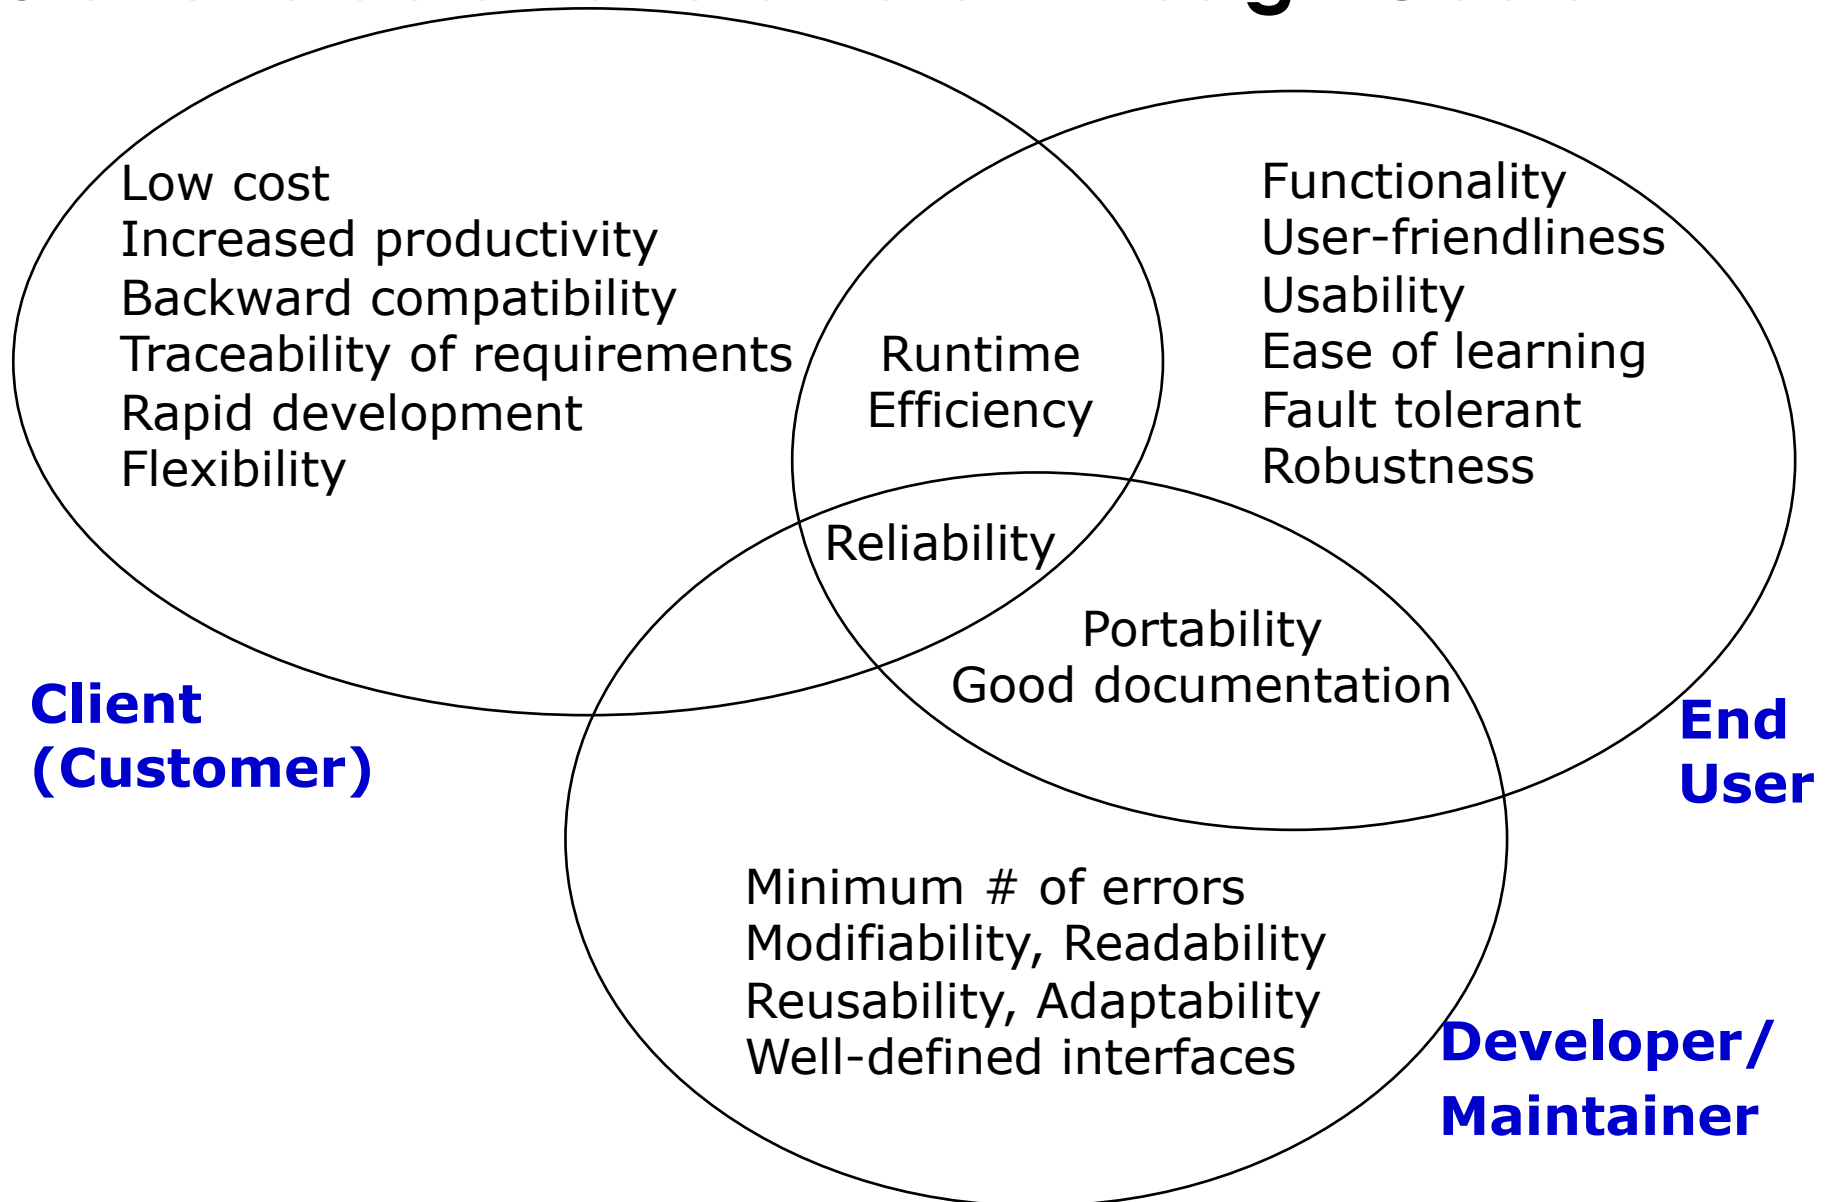 Low cost
Increased productivity
Backward compatibility
Traceability of requirements
Rapid development
Flexibility
Runtime
Efficiency
Functionality
User-friendliness
Usability
Ease of learning
Fault tolerant
Robustness
Reliability
Portability
Good documentation
Client
(Customer)
End
User
Minimum # of errors
Modifiability, Readability
Reusability, Adaptability
Well-defined interfaces
Developer/
Maintainer